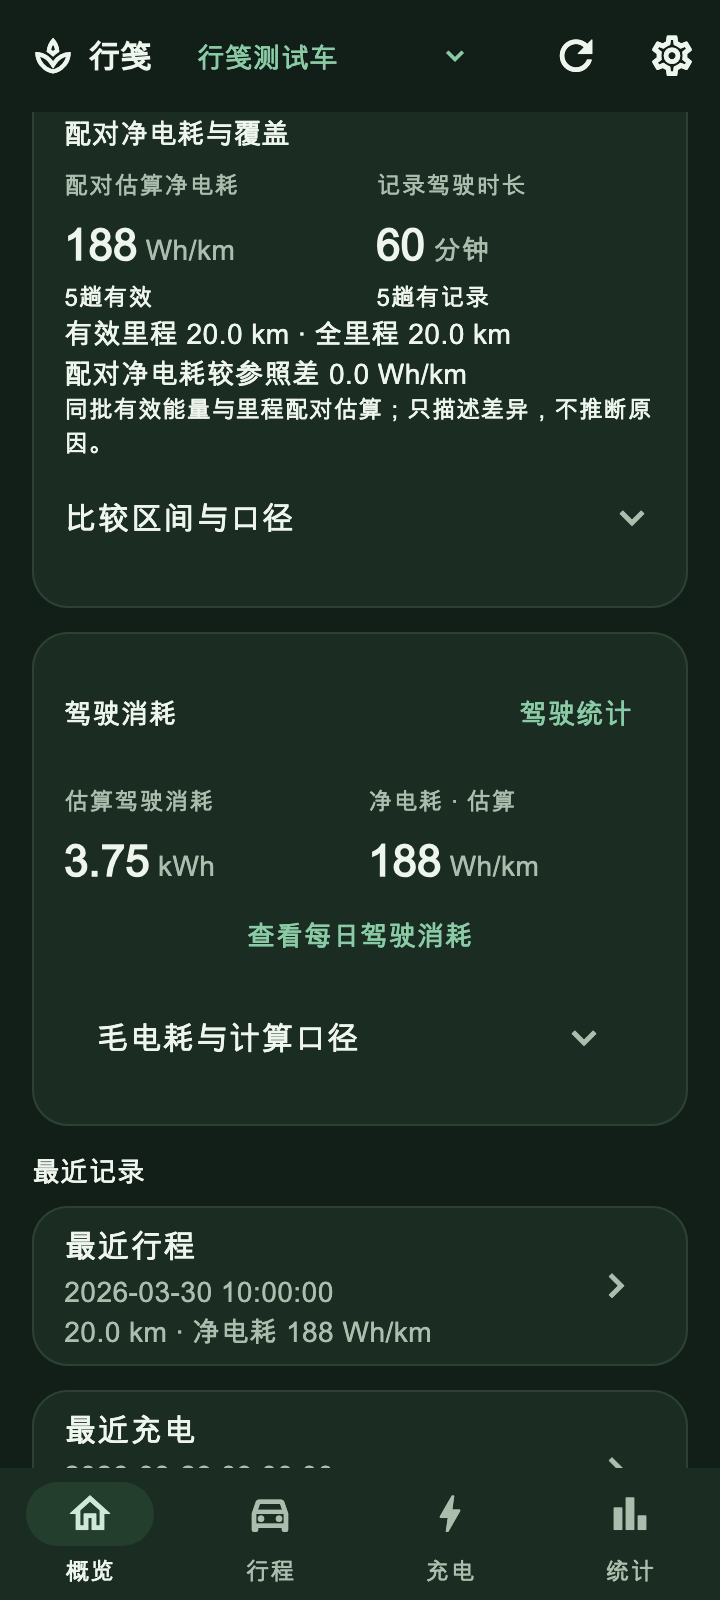 行笺 行笺测试车
配对净电耗与覆盖
配对估算净电耗 记录驾驶时长
188 Wh/km 60 分钟
5趟有效 5趟有记录
有效里程 20.0 km · 全里程 20.0 km
配对净电耗较参照差 0.0 Wh/km
同批有效能量与里程配对估算；只描述差异，不推断原
因。
比较区间与口径
驾驶消耗 驾驶统计
估算驾驶消耗 净电耗 · 估算
3.75 kWh 188 Wh/km
查看每日驾驶消耗
毛电耗与计算口径
最近记录
最近行程
2026-03-30 10:00:00
20.0 km · 净电耗 188 Wh/km
最近充电
概览 行程 充电 统计